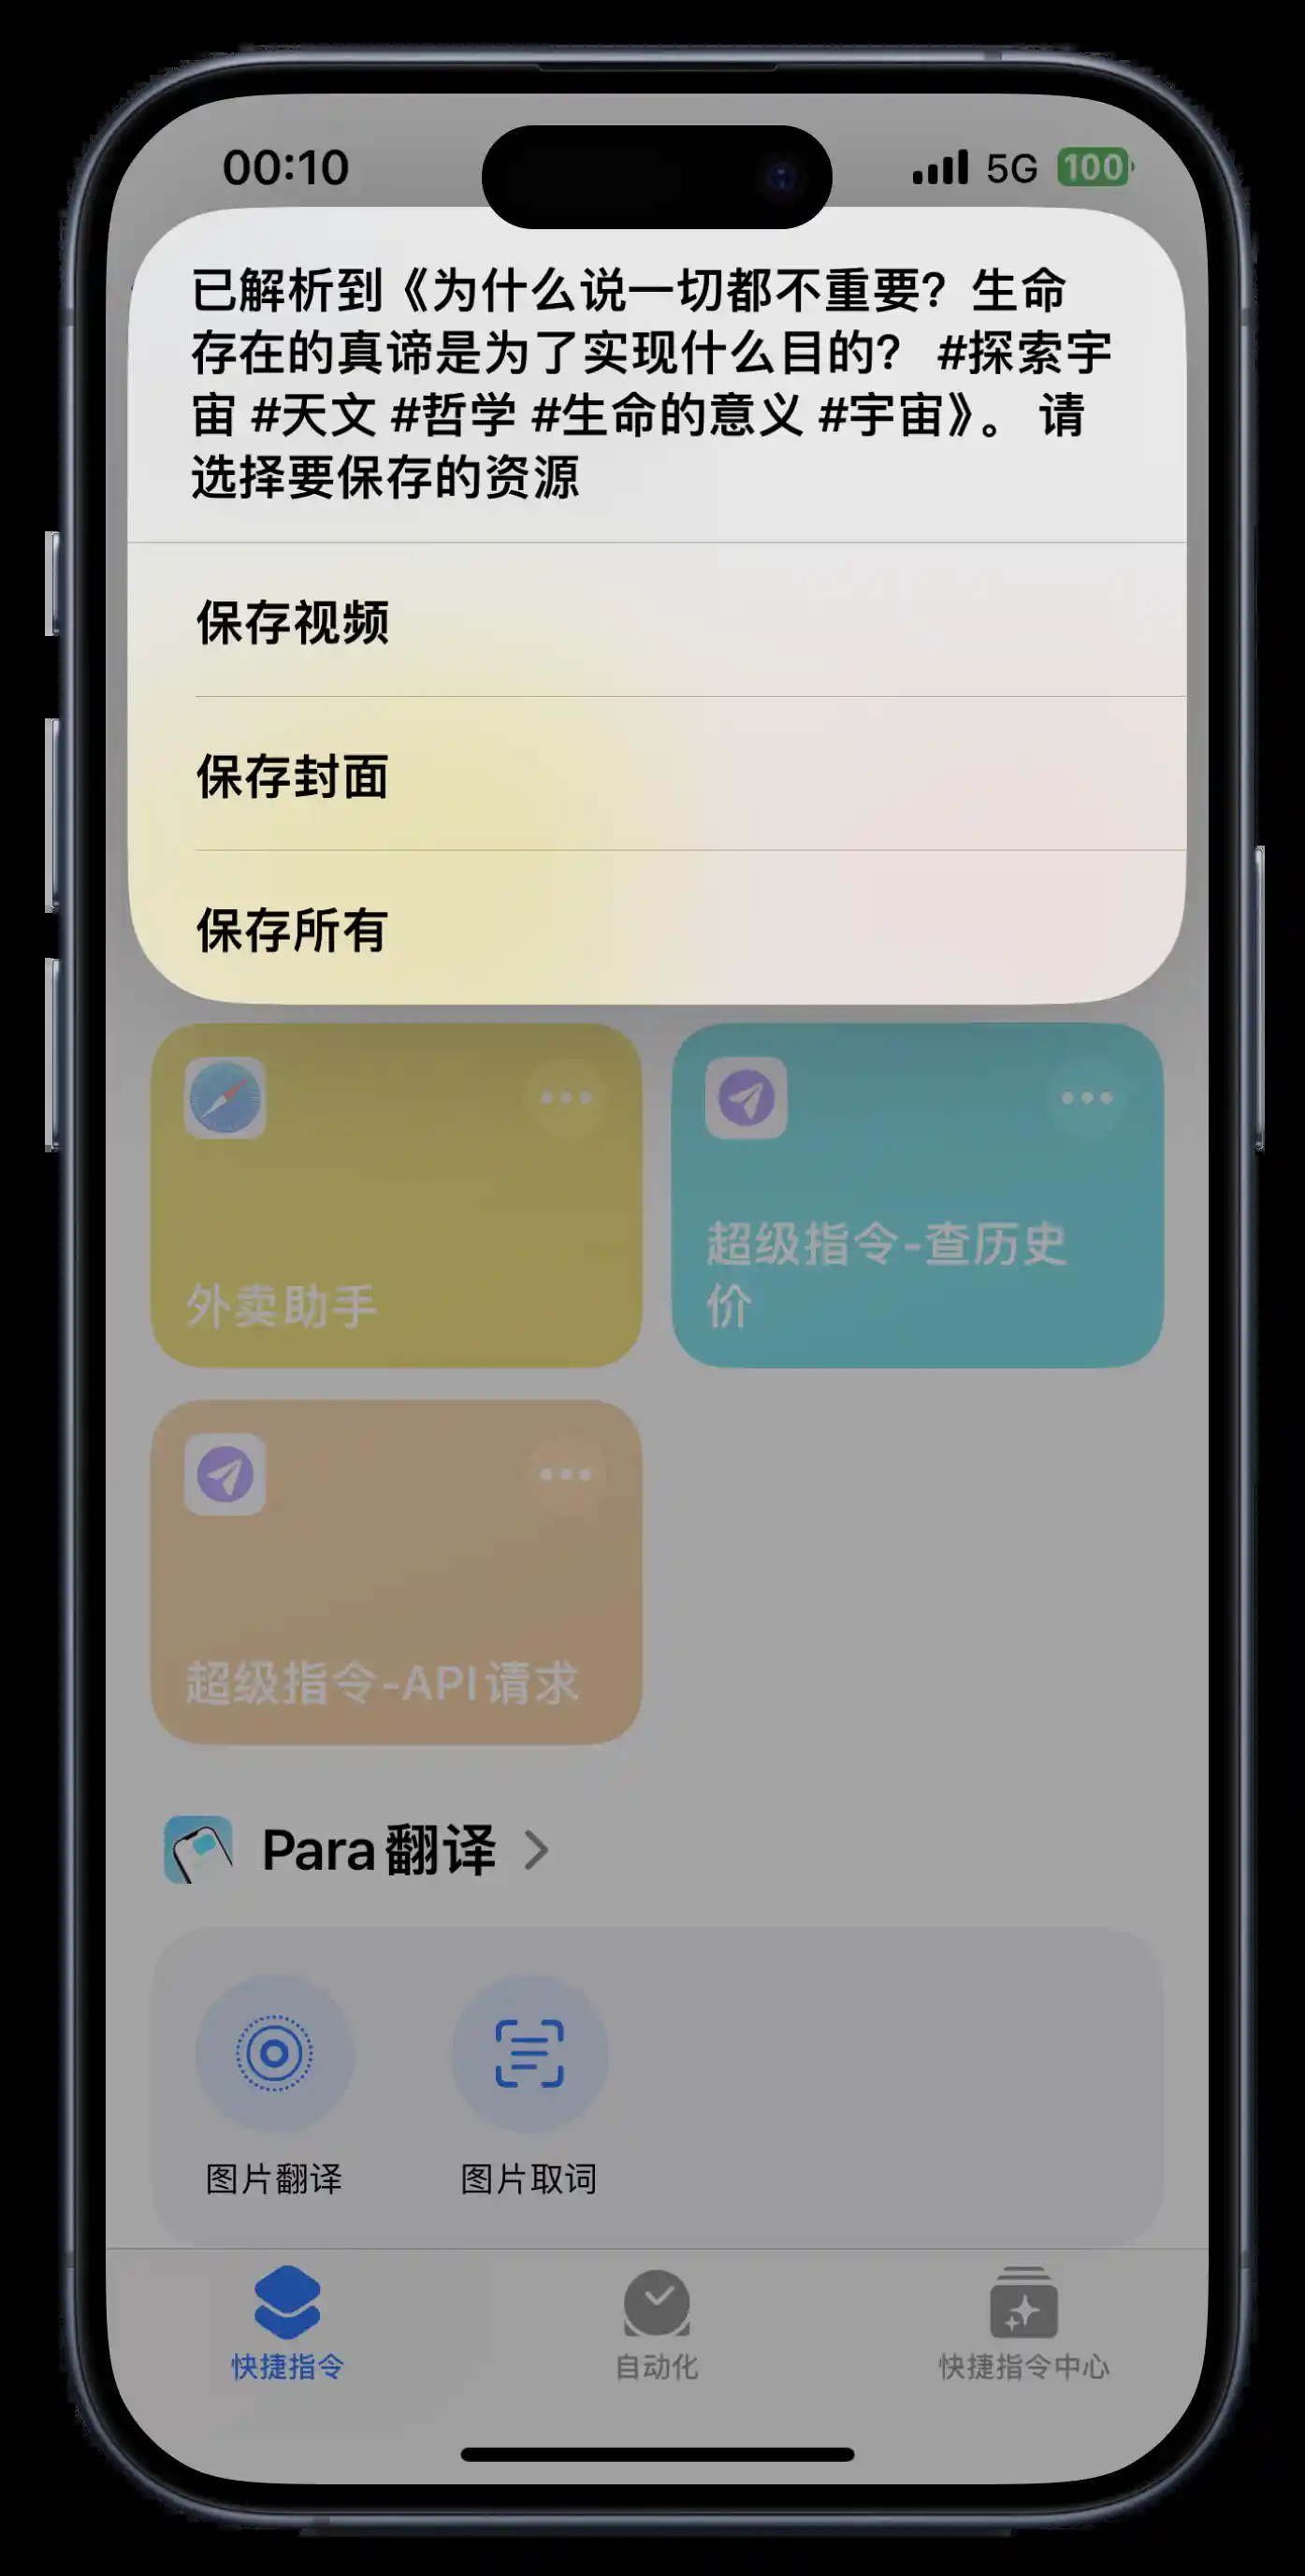 00:10
5G 100
已解析到《为什么说一切都不重要？生命
存在的真谛是为了实现什么目的？ #探索宇
宙 #天文 #哲学 #生命的意义 #宇宙》。 请
选择要保存的资源
保存视频
保存封面
保存所有
外卖助手
超级指令-查历史
价
超级指令-API请求
Para翻译
图片翻译
图片取词
快捷指令
自动化
快捷指令中心